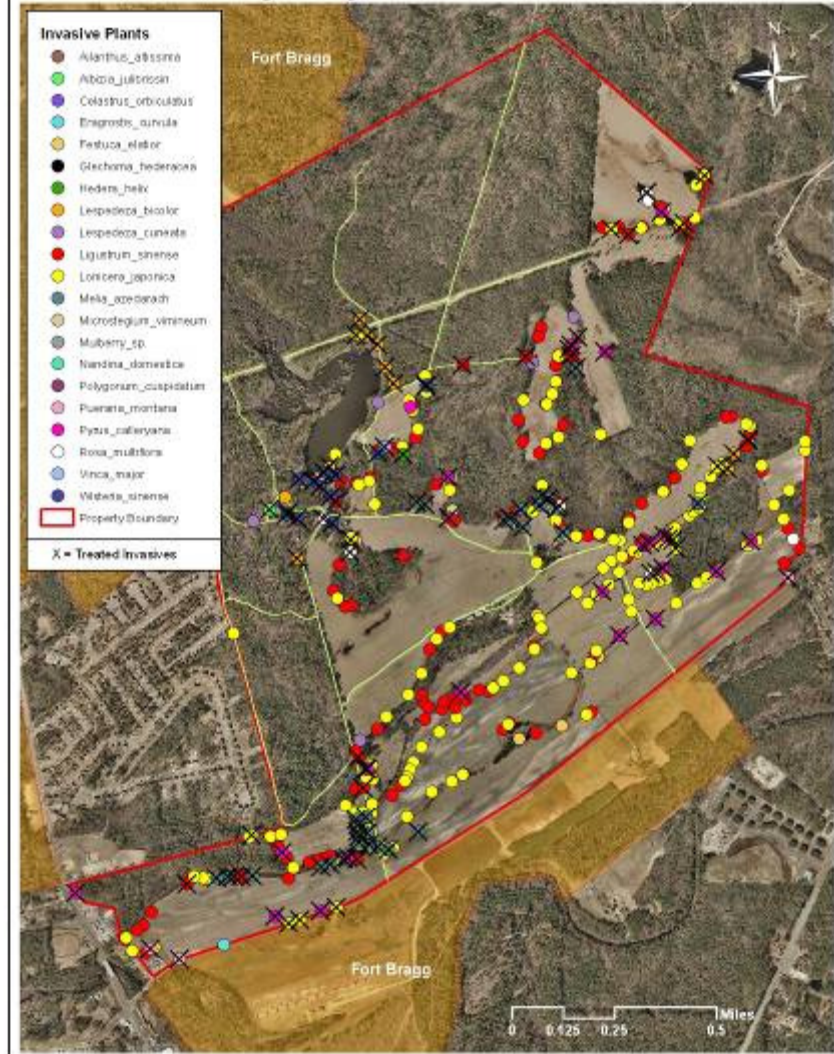 Invasive Plants
Ailanthus_altissima
Albizia_julibrissin
Celastrus_orbiculatus
Eragrostis_curvula
Festuca_elatior
Glechoma_hederacea
Hedera_helix
Lespedeza_bicolor
Lespedeza_cuneata
Ligustrum_sinense
Lonicera_japonica
Melia_azedarach
Microstegium_vimineum
Mulberry_sp.
Nandina_domestica
Polygonum_cuspidatum
Pueraria_montana
Pyrus_calleryana
Rosa_multiflora
Vinca_major
Wisteria_sinense
Property Boundary
X = Treated Invasives
Fort Bragg
N
Fort Bragg
Miles
0 0.125 0.25 0.5